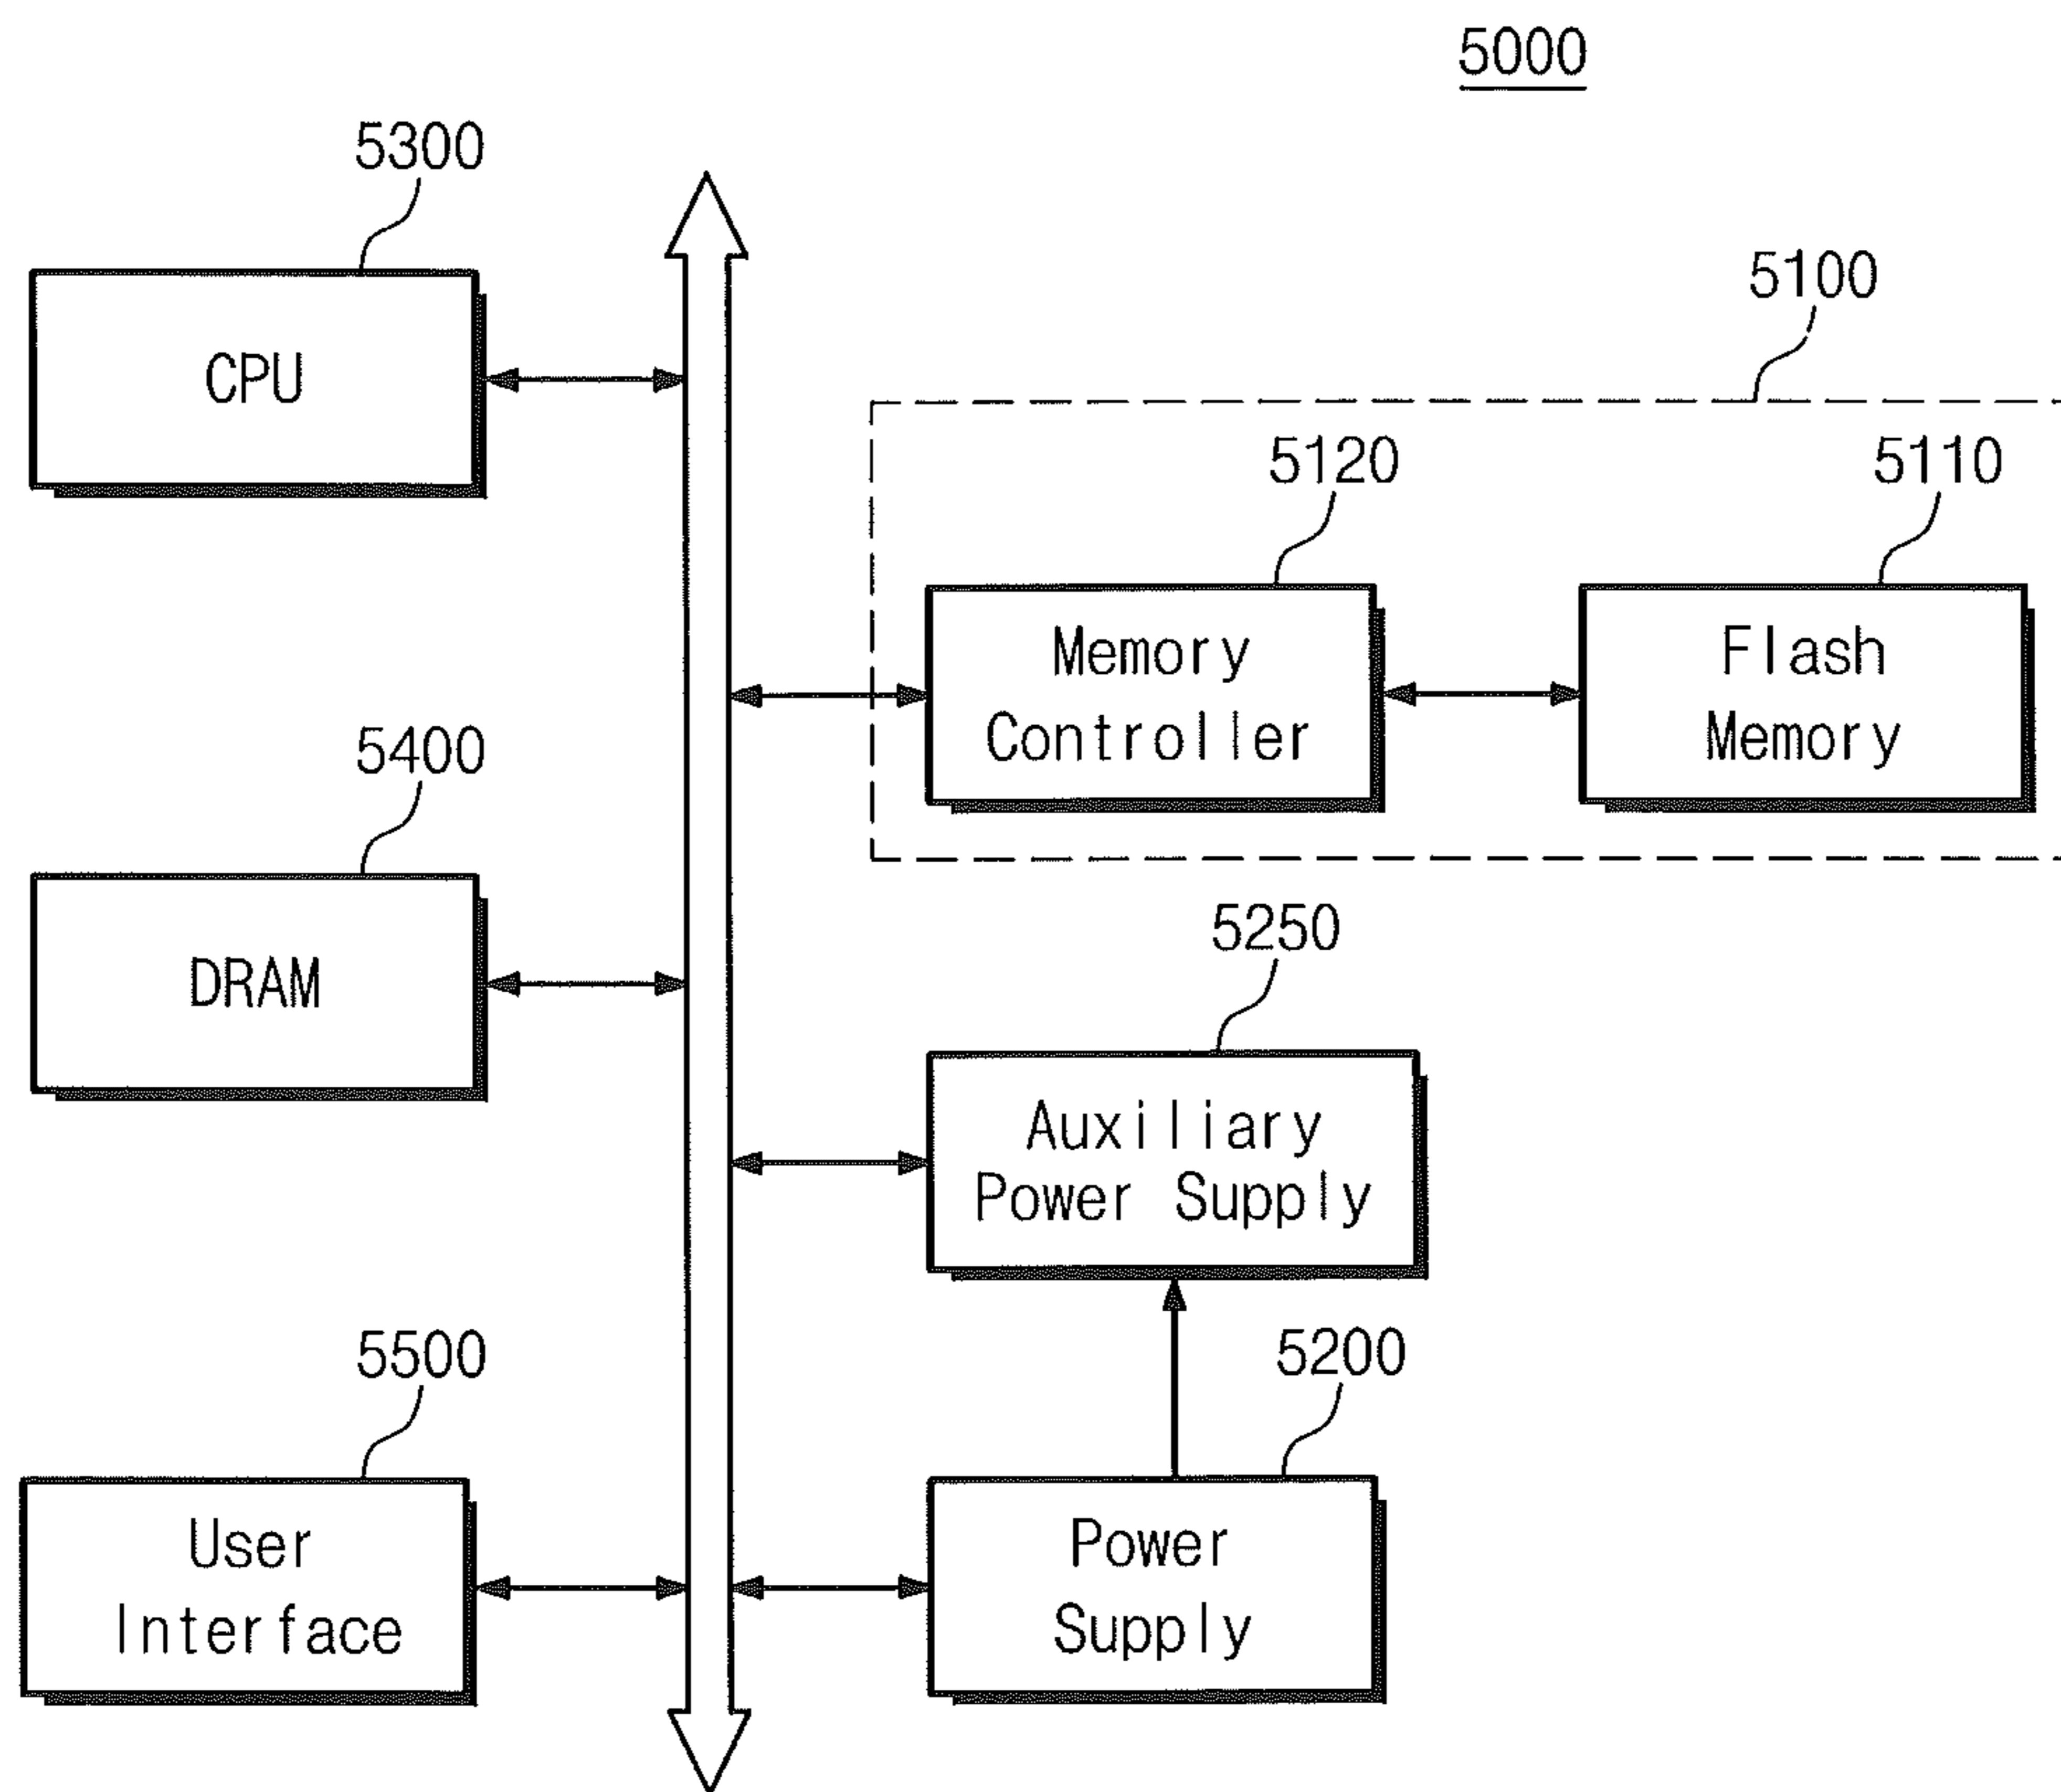 5000
5300
CPU
5100
5120
5110
Memory
Controller
Flash
Memory
5400
DRAM
5250
Auxiliary
Power Supply
5500
User
Interface
5200
Power
Supply